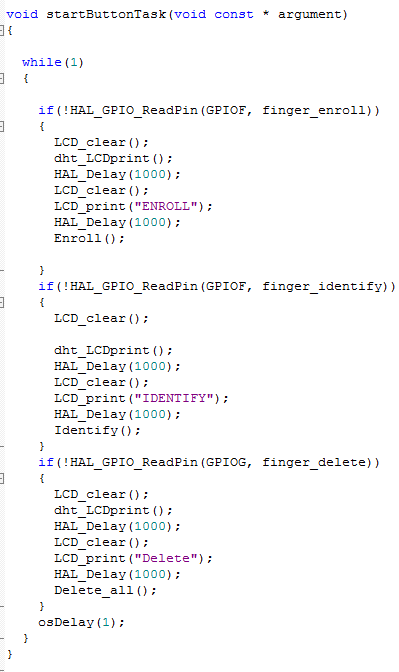 void startButtonTask(void const * argument)
{
while(1)
{
if(!HAL_GPIO_ReadPin(GPIOF, finger_enroll))
{
LCD_clear();
dht_LCDprint();
HAL_Delay(1000);
LCD_clear();
LCD_print("ENROLL");
HAL_Delay(1000);
Enroll();
}
if(!HAL_GPIO_ReadPin(GPIOF, finger_identify))
{
LCD_clear();
dht_LCDprint();
HAL_Delay(1000);
LCD_clear();
LCD_print("IDENTIFY");
HAL_Delay(1000);
Identify();
}
if(!HAL_GPIO_ReadPin(GPIOG, finger_delete))
{
LCD_clear();
dht_LCDprint();
HAL_Delay(1000);
LCD_clear();
LCD_print("Delete");
HAL_Delay(1000);
Delete_all();
}
osDelay(1);
}
}